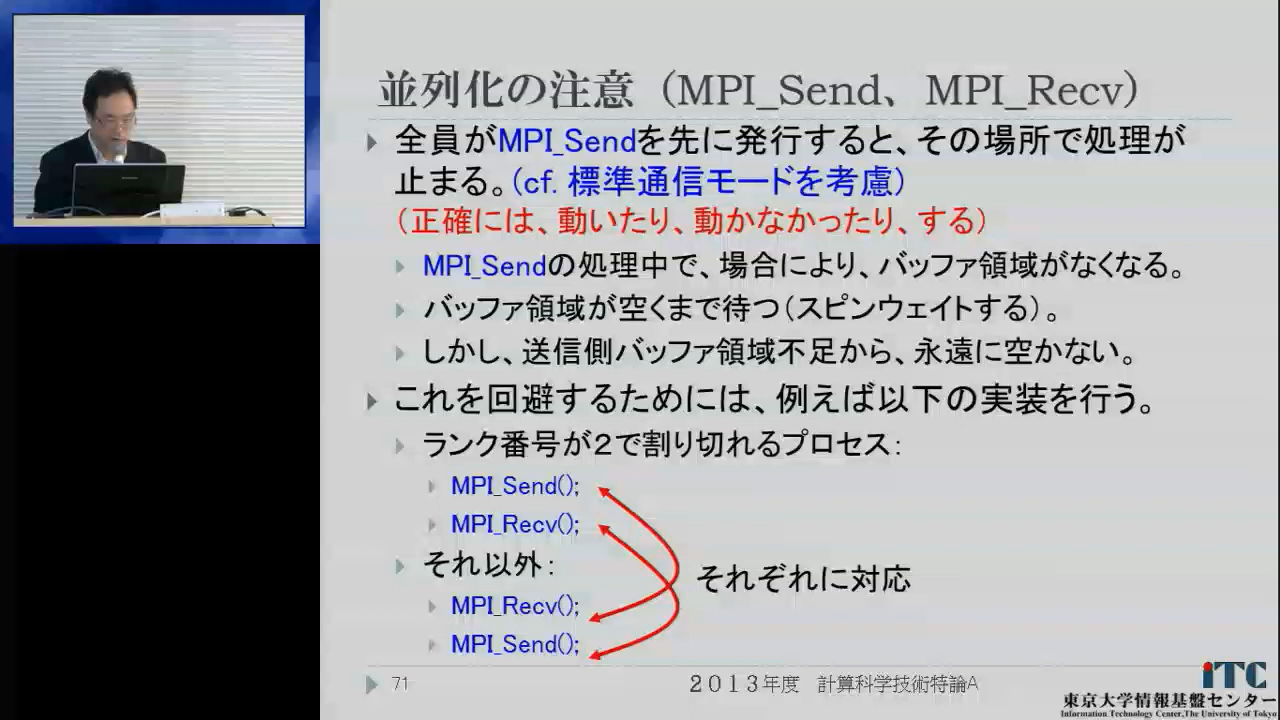 並列化の注意（MPI_Send、MPI_Recv）
全員がMPI_Sendを先に発行すると、その場所で処理が
止まる。（cf. 標準通信モードを考慮）
（正確には、動いたり、動かなかったり、する）
MPI_Sendの処理中で、場合により、バッファ領域がなくなる。
バッファ領域が空くまで待つ（スピンウェイトする）。
しかし、送信側バッファ領域不足から、永遠に空かない。
これを回避するためには、例えば以下の実装を行う。
ランク番号が２で割り切れるプロセス：
MPI_Send();
MPI_Recv();
それ以外：
MPI_Recv();
MPI_Send();
それぞれに対応
71
２０１３年度　計算科学技術特論A
iTC
東京大学情報基盤センター
Information Technology Center,The University of Tokyo